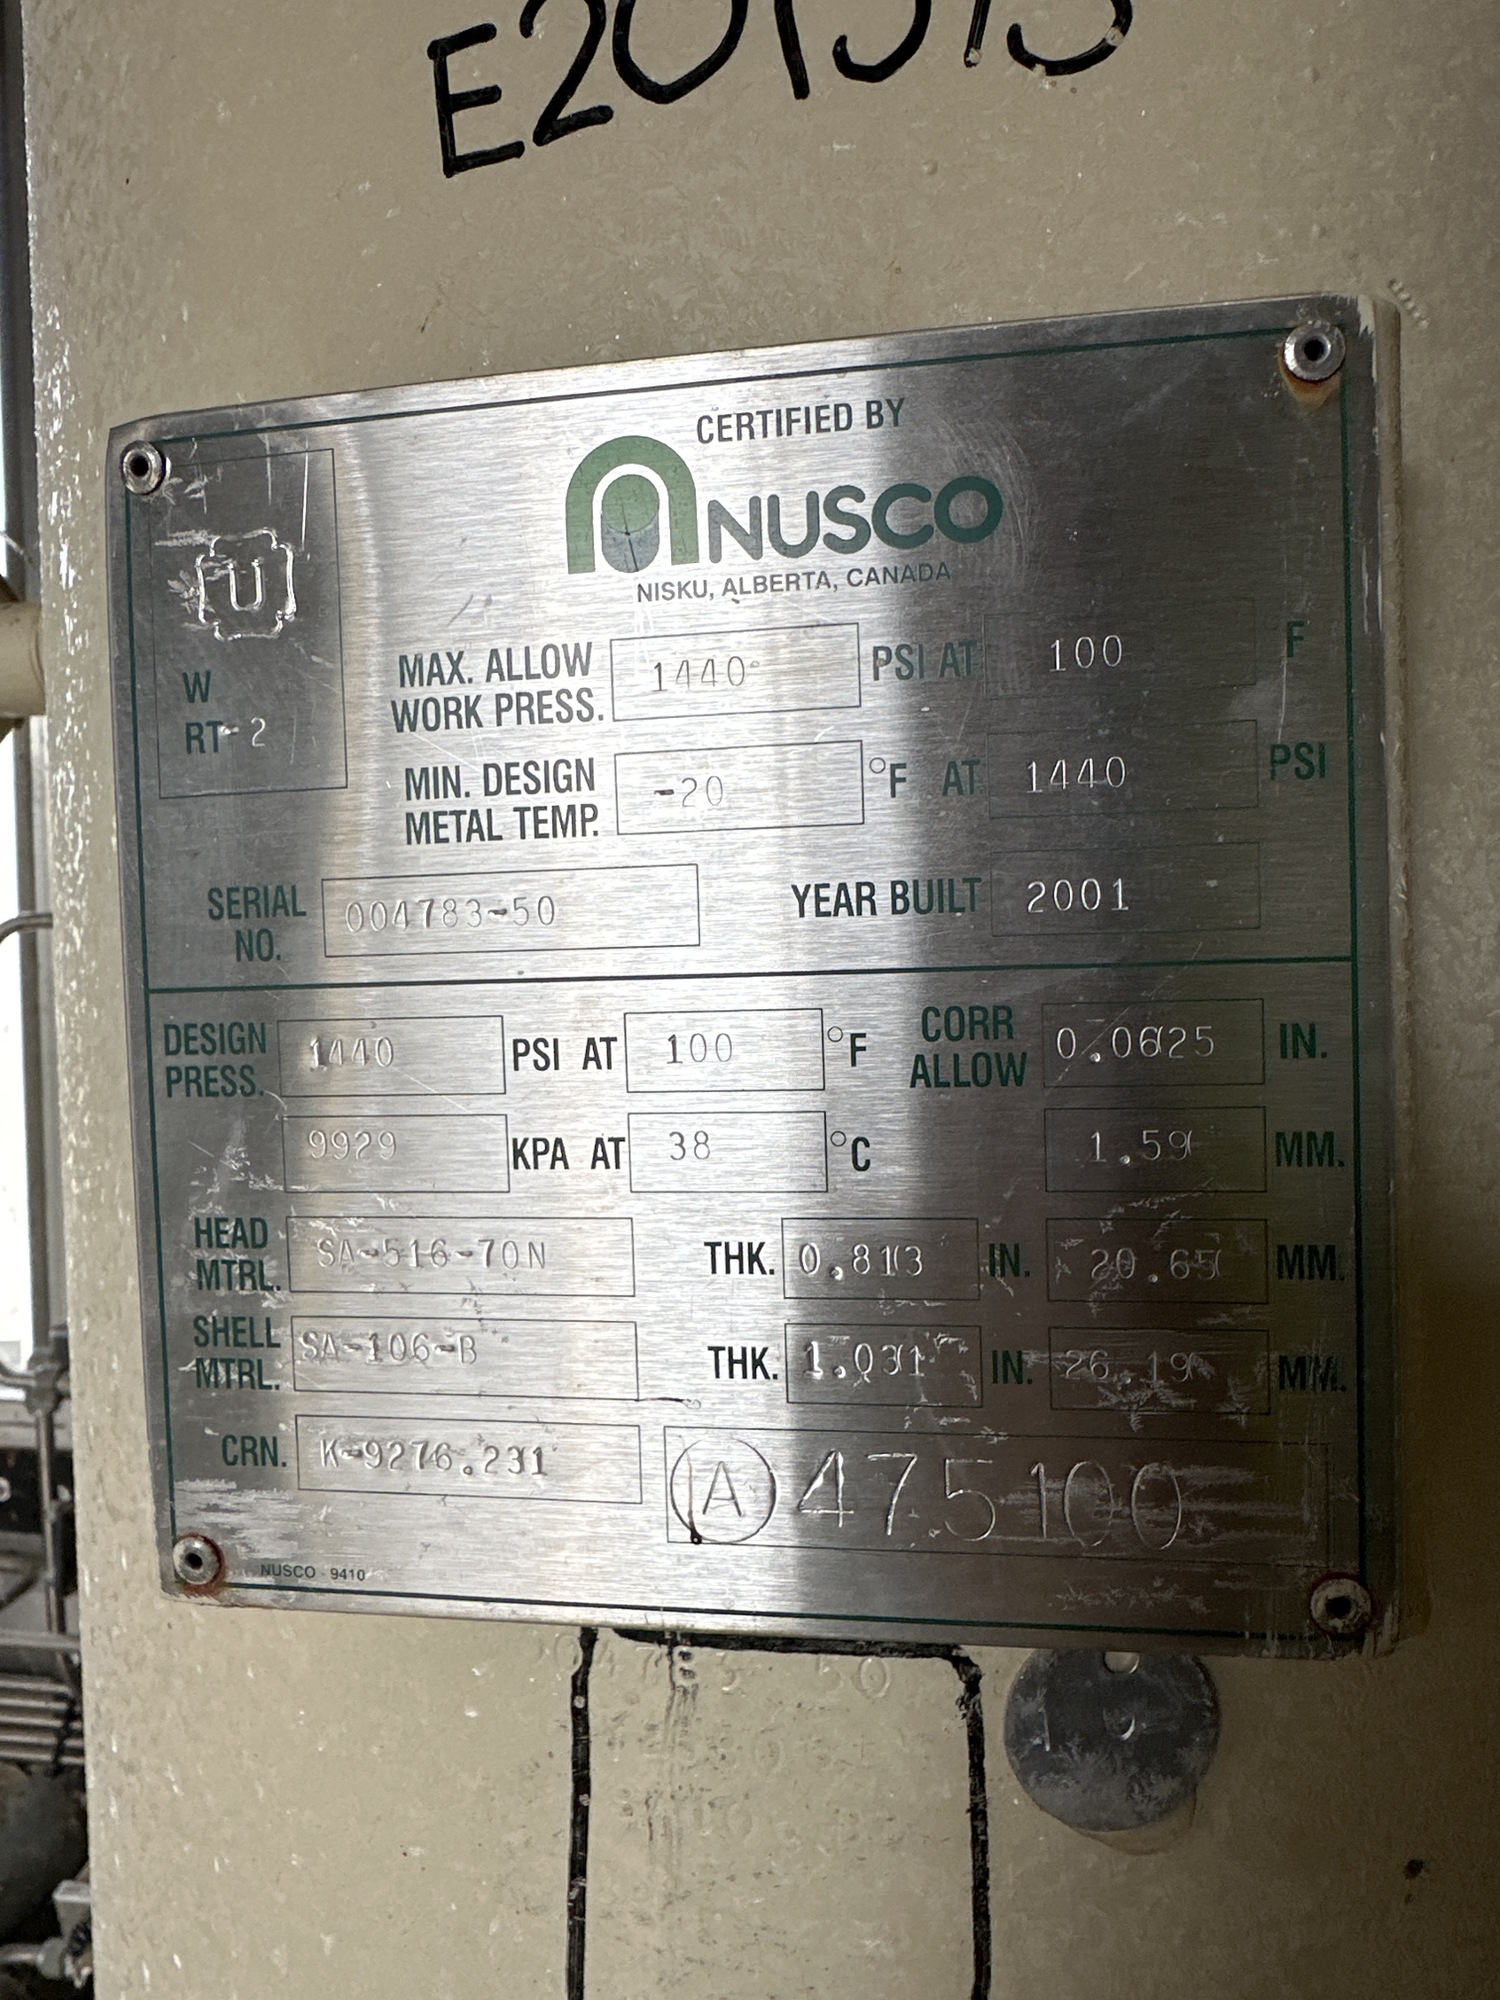 E201515
CERTIFIED BY
NUSCO
NISKU, ALBERTA, CANADA
U
W
RT-2
MAX. ALLOW WORK PRESS. 1440 PSI AT 100 F
MIN. DESIGN METAL TEMP. -20 °F AT 1440 PSI
SERIAL NO. 004783-50 YEAR BUILT 2001
DESIGN PRESS. 1440 PSI AT 100 °F CORR ALLOW 0.0625 IN.
9929 KPA AT 38 °C 1.59 MM.
HEAD MTRL. SA-516-70N THK. 0.813 IN. 20.65 MM.
SHELL MTRL. SA-106-B THK. 1.031 IN. 26.19 MM.
CRN. K-9276.231 A 475100
NUSCO - 9410